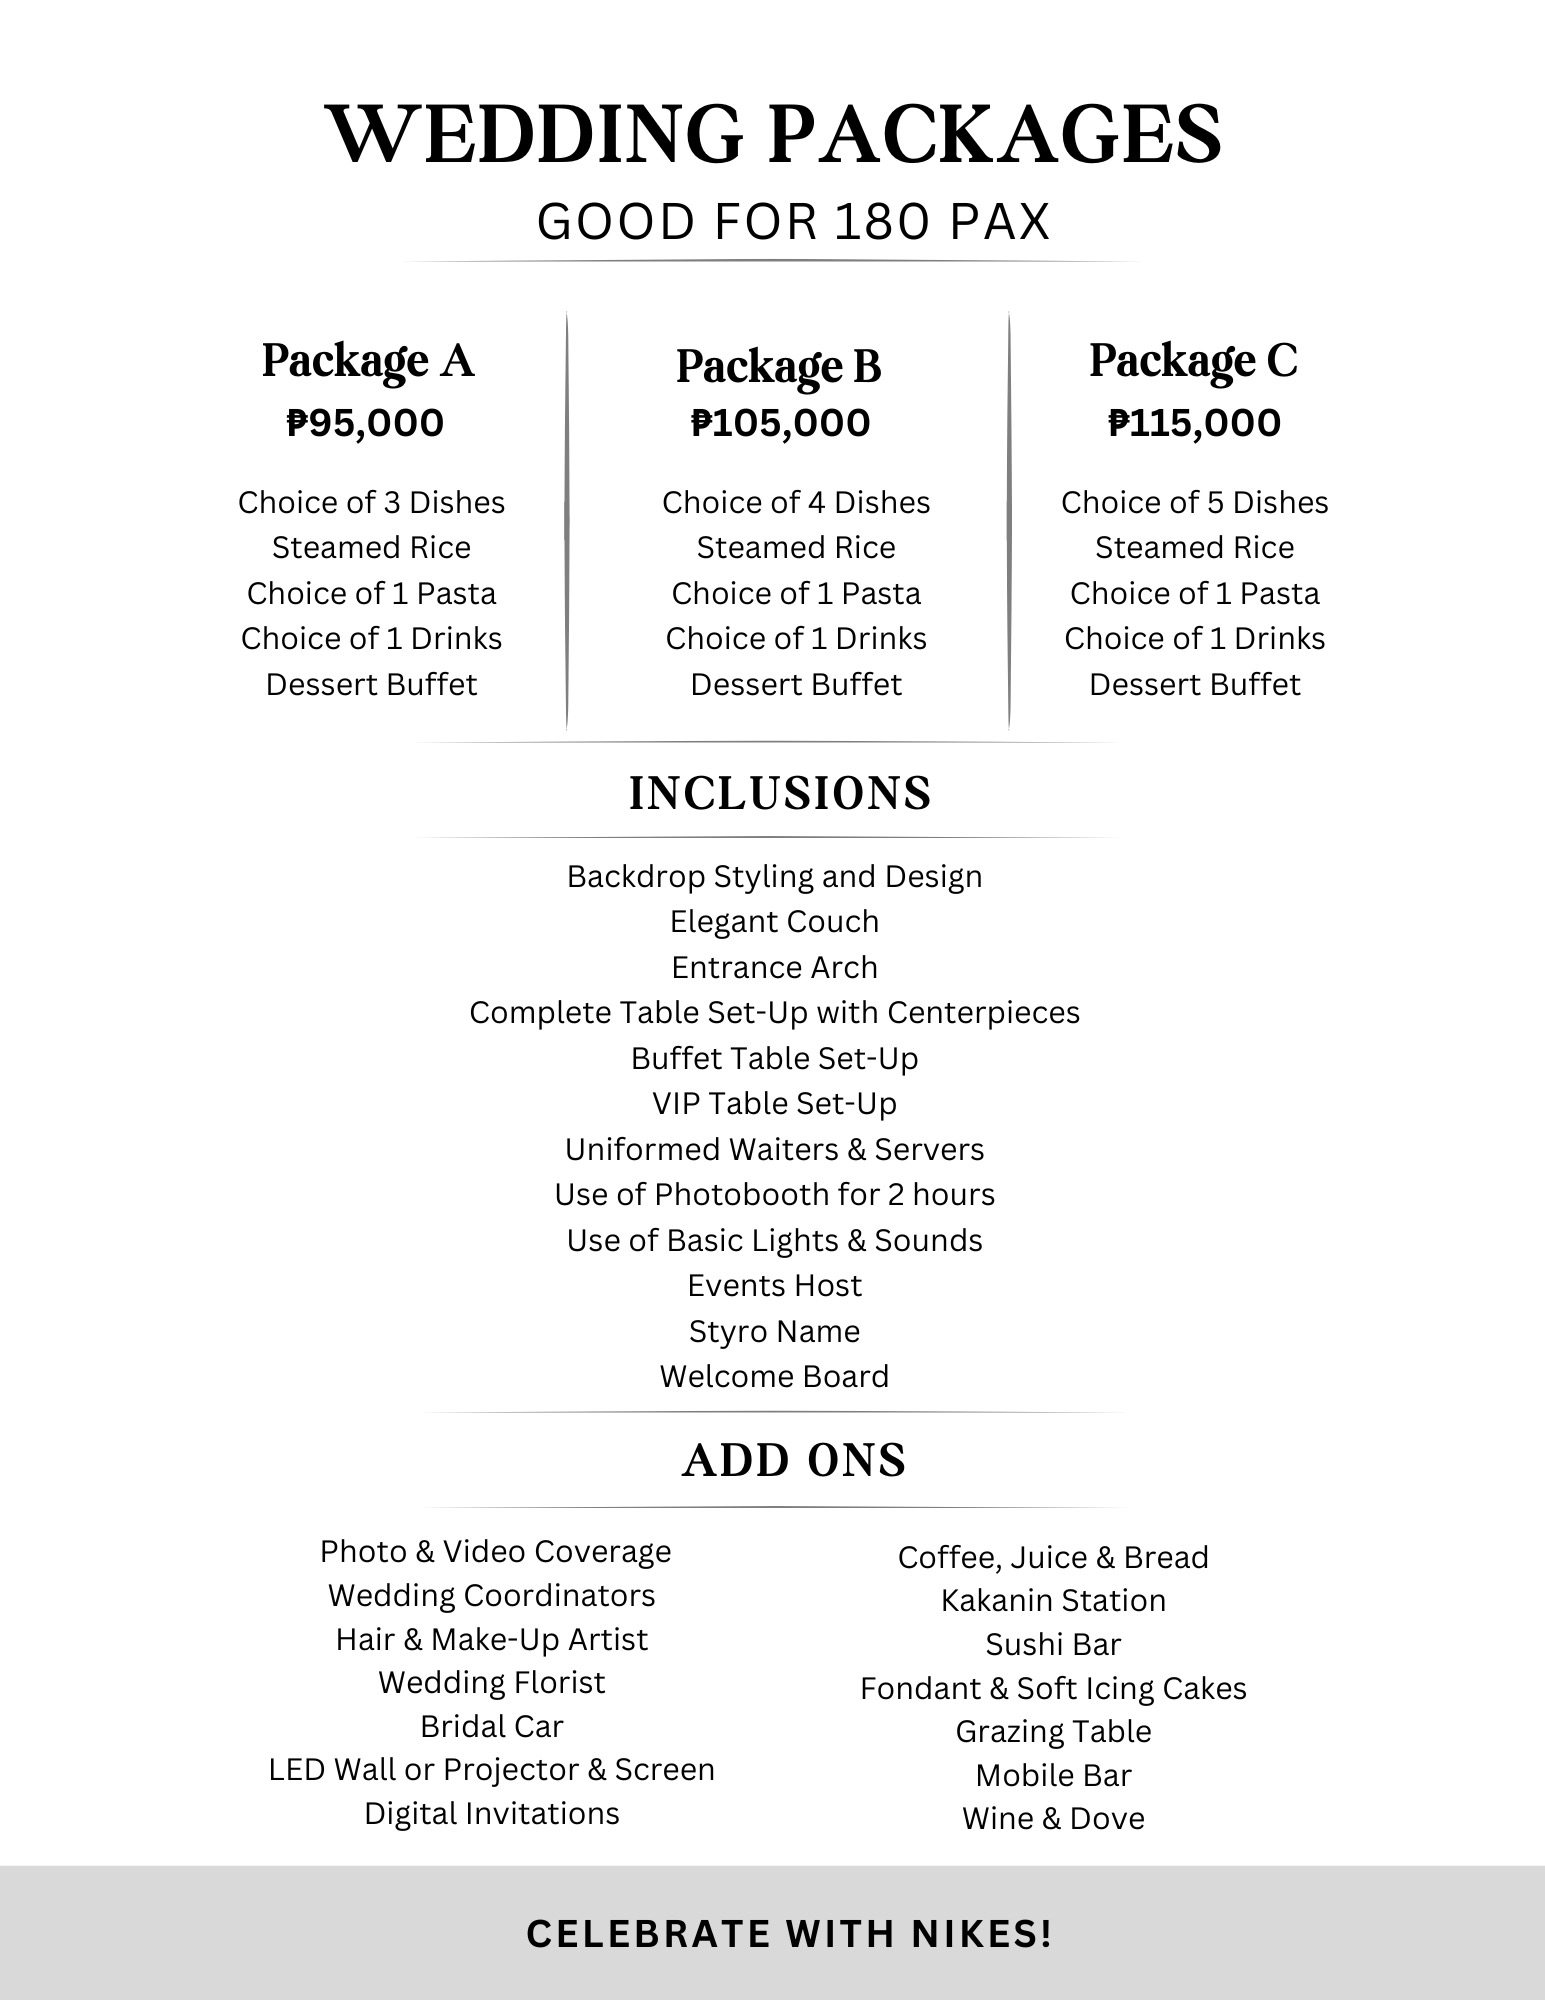 WEDDING PACKAGES
GOOD FOR 180 PAX
Package A
₱95,000
Choice of 3 Dishes
Steamed Rice
Choice of 1 Pasta
Choice of 1 Drinks
Dessert Buffet
Package B
₱105,000
Choice of 4 Dishes
Steamed Rice
Choice of 1 Pasta
Choice of 1 Drinks
Dessert Buffet
Package C
₱115,000
Choice of 5 Dishes
Steamed Rice
Choice of 1 Pasta
Choice of 1 Drinks
Dessert Buffet
INCLUSIONS
Backdrop Styling and Design
Elegant Couch
Entrance Arch
Complete Table Set-Up with Centerpieces
Buffet Table Set-Up
VIP Table Set-Up
Uniformed Waiters & Servers
Use of Photobooth for 2 hours
Use of Basic Lights & Sounds
Events Host
Styro Name
Welcome Board
ADD ONS
Photo & Video Coverage
Wedding Coordinators
Hair & Make-Up Artist
Wedding Florist
Bridal Car
LED Wall or Projector & Screen
Digital Invitations
Coffee, Juice & Bread
Kakanin Station
Sushi Bar
Fondant & Soft Icing Cakes
Grazing Table
Mobile Bar
Wine & Dove
CELEBRATE WITH NIKES!